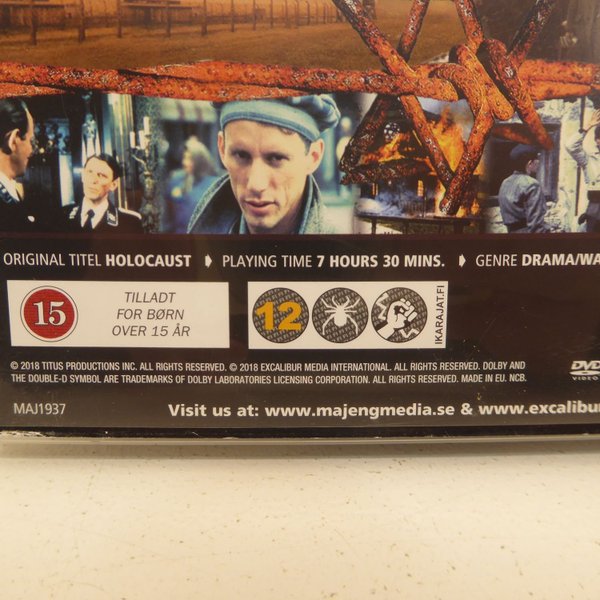 ORIGINAL TITEL HOLOCAUST PLAYING TIME 7 HOURS 30 MINS. GENRE DRAMA/WA
15
TILLADT
FOR BØRN
OVER 15 ÅR
12
IKARAJAT.FI
© 2018 TITUS PRODUCTIONS INC. ALL RIGHTS RESERVED. © 2018 EXCALIBUR MEDIA INTERNATIONAL. ALL RIGHTS RESERVED. DOLBY AND
THE DOUBLE-D SYMBOL ARE TRADEMARKS OF DOLBY LABORATORIES LICENSING CORPORATION. ALL RIGHTS RESERVED. MADE IN EU. NCB.
DVD
VIDEO
MAJ1937
Visit us at: www.majengmedia.se & www.excalibur